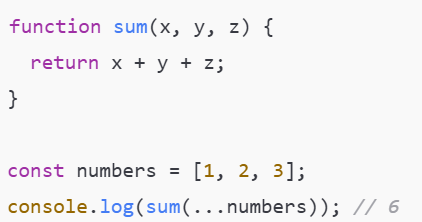 function sum(x, y, z) {
  return x + y + z;
}

const numbers = [1, 2, 3];
console.log(sum(...numbers)); // 6